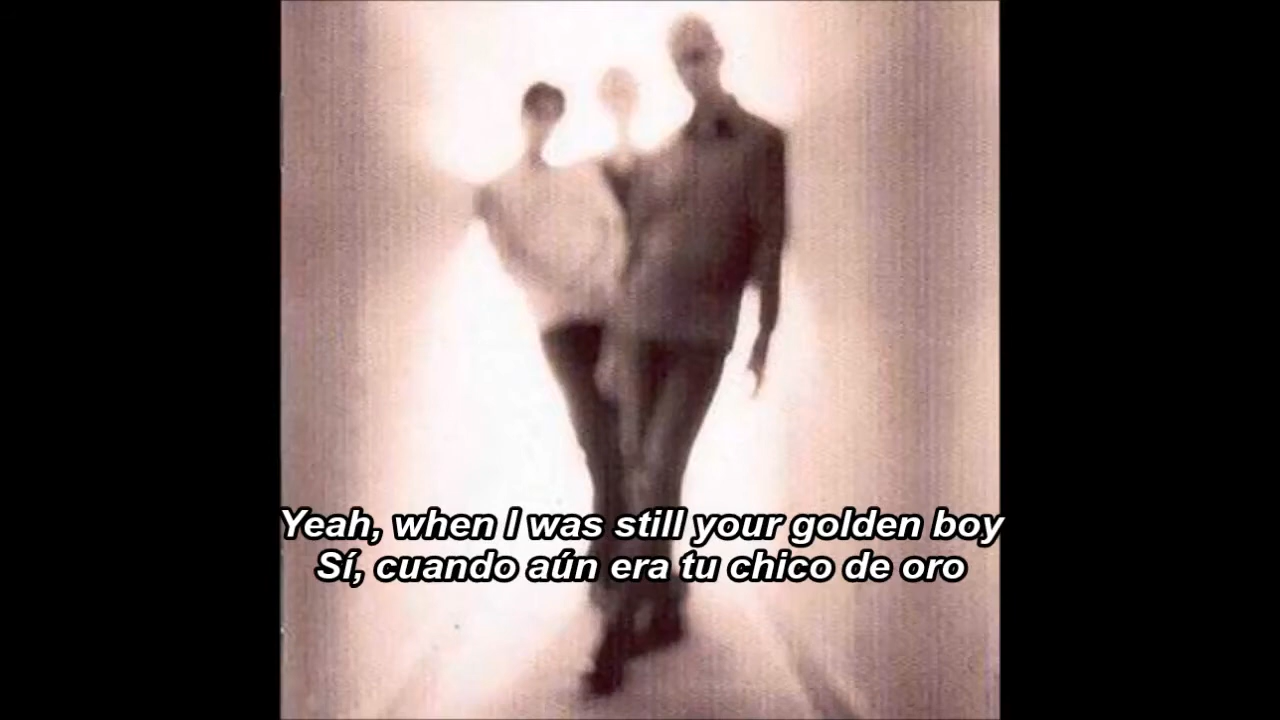 Yeah, when I was still your golden boy
Sí, cuando aún era tu chico de oro